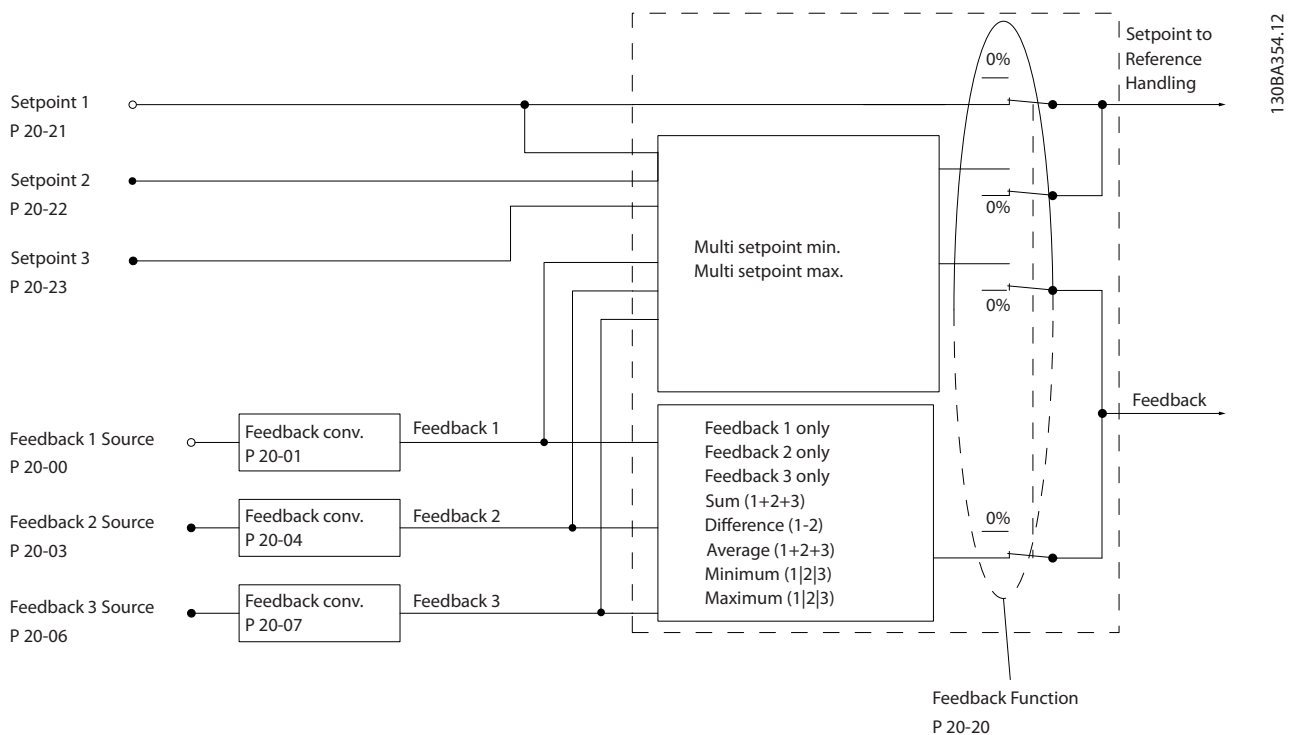 Setpoint 1
P 20-21
Setpoint 2
P 20-22
Setpoint 3
P 20-23
Feedback 1 Source
P 20-00
Feedback conv.
P 20-01
Feedback 1
Feedback 2 Source
P 20-03
Feedback conv.
P 20-04
Feedback 2
Feedback 3 Source
P 20-06
Feedback conv.
P 20-07
Feedback 3
Multi setpoint min.
Multi setpoint max.
Feedback 1 only
Feedback 2 only
Feedback 3 only
Sum (1+2+3)
Difference (1-2)
Average (1+2+3)
Minimum (1|2|3)
Maximum (1|2|3)
0%
0%
0%
0%
Setpoint to
Reference
Handling
Feedback
Feedback Function
P 20-20
130BA354.12